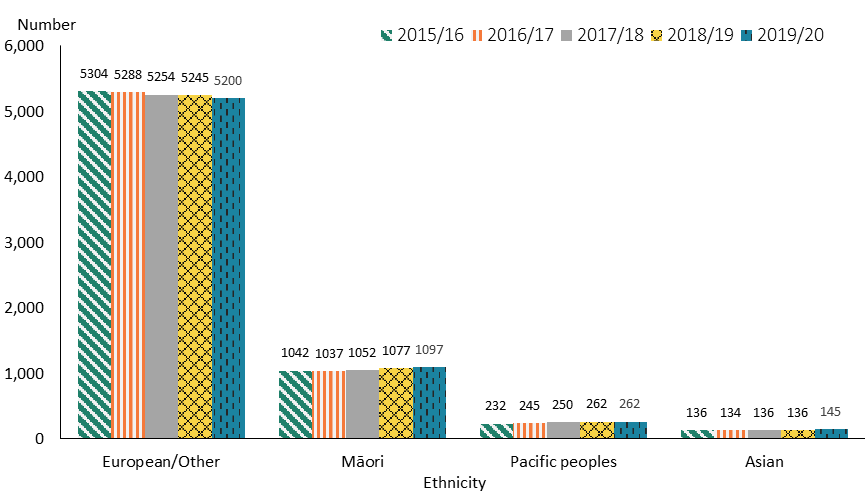 Number
2015/16 2016/17 2017/18 2018/19 2019/20
6,000
5,000
4,000
3,000
2,000
1,000
0
5304 5288 5254 5245 5200
1042 1037 1052 1077 1097
232 245 250 262 262
136 134 136 136 145
European/Other Māori Pacific peoples Asian
Ethnicity